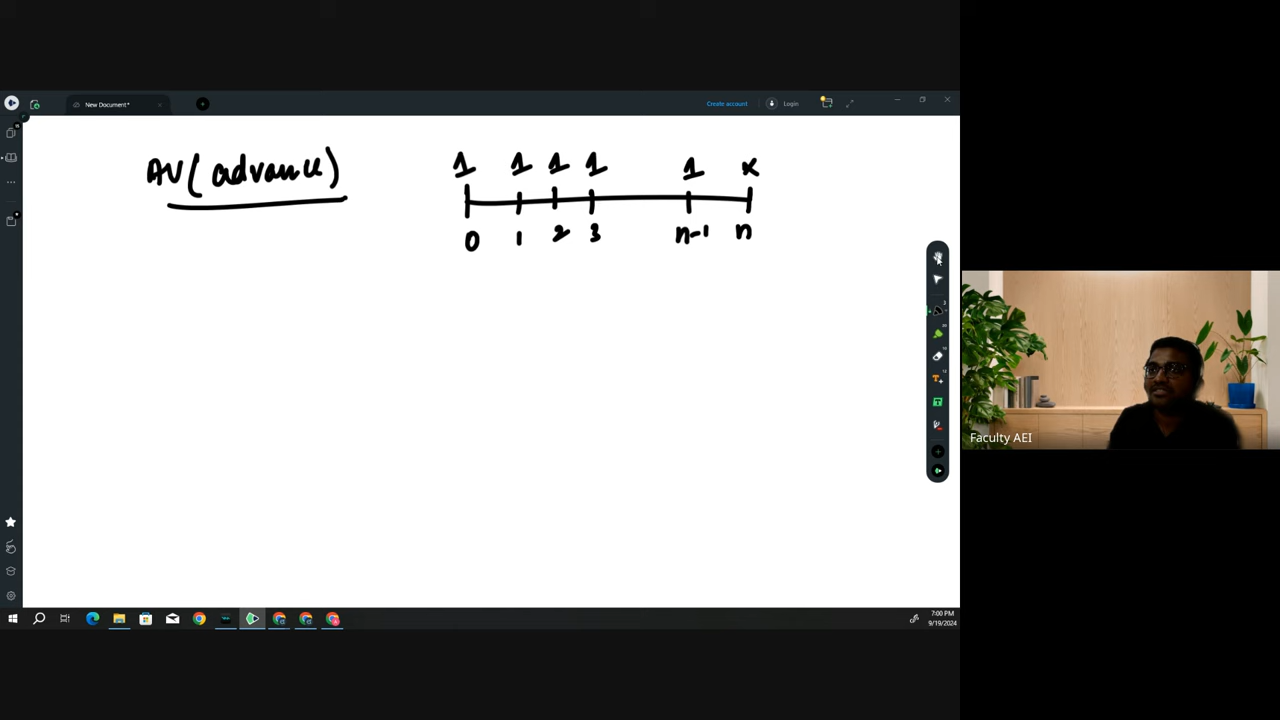 New Document*
Create account
Login
AV(advance)
1 1 1 1 1 x
0 1 2 3 n-1 n
Faculty AEI
7:00 PM
9/19/2024